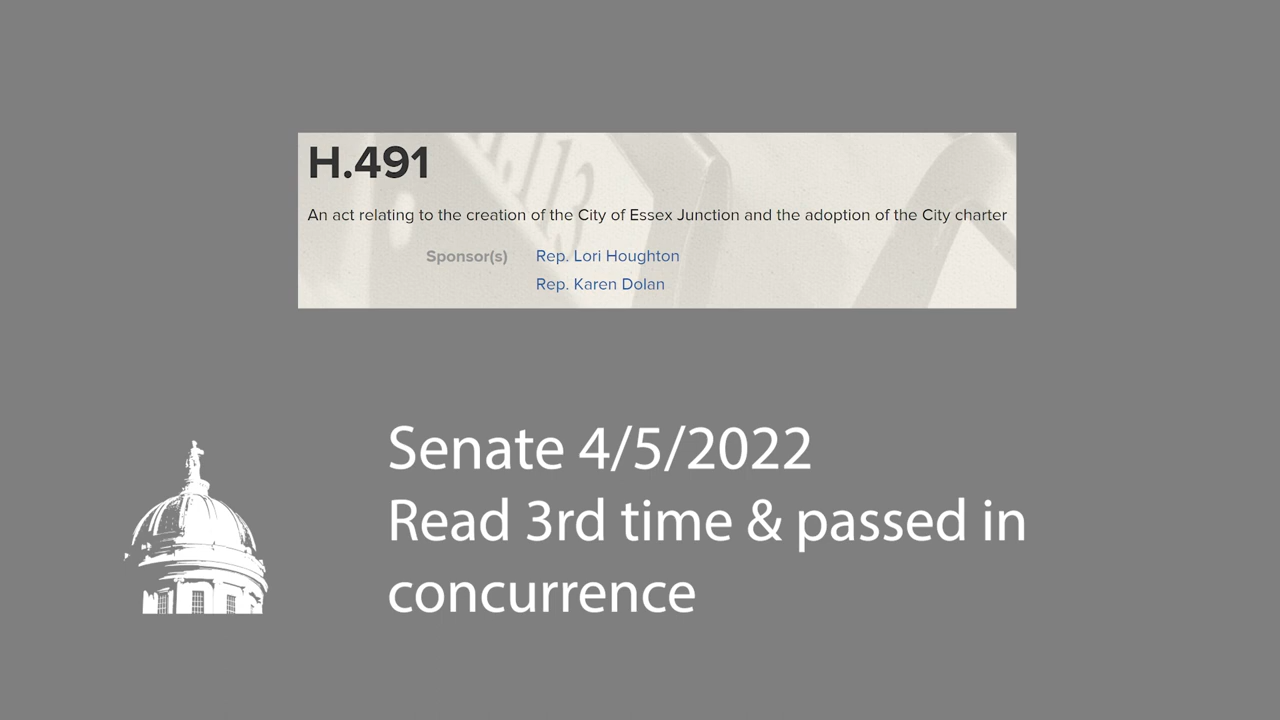 H.491
An act relating to the creation of the City of Essex Junction and the adoption of the City charter
Sponsor(s) Rep. Lori Houghton
Rep. Karen Dolan
Senate 4/5/2022
Read 3rd time & passed in
concurrence